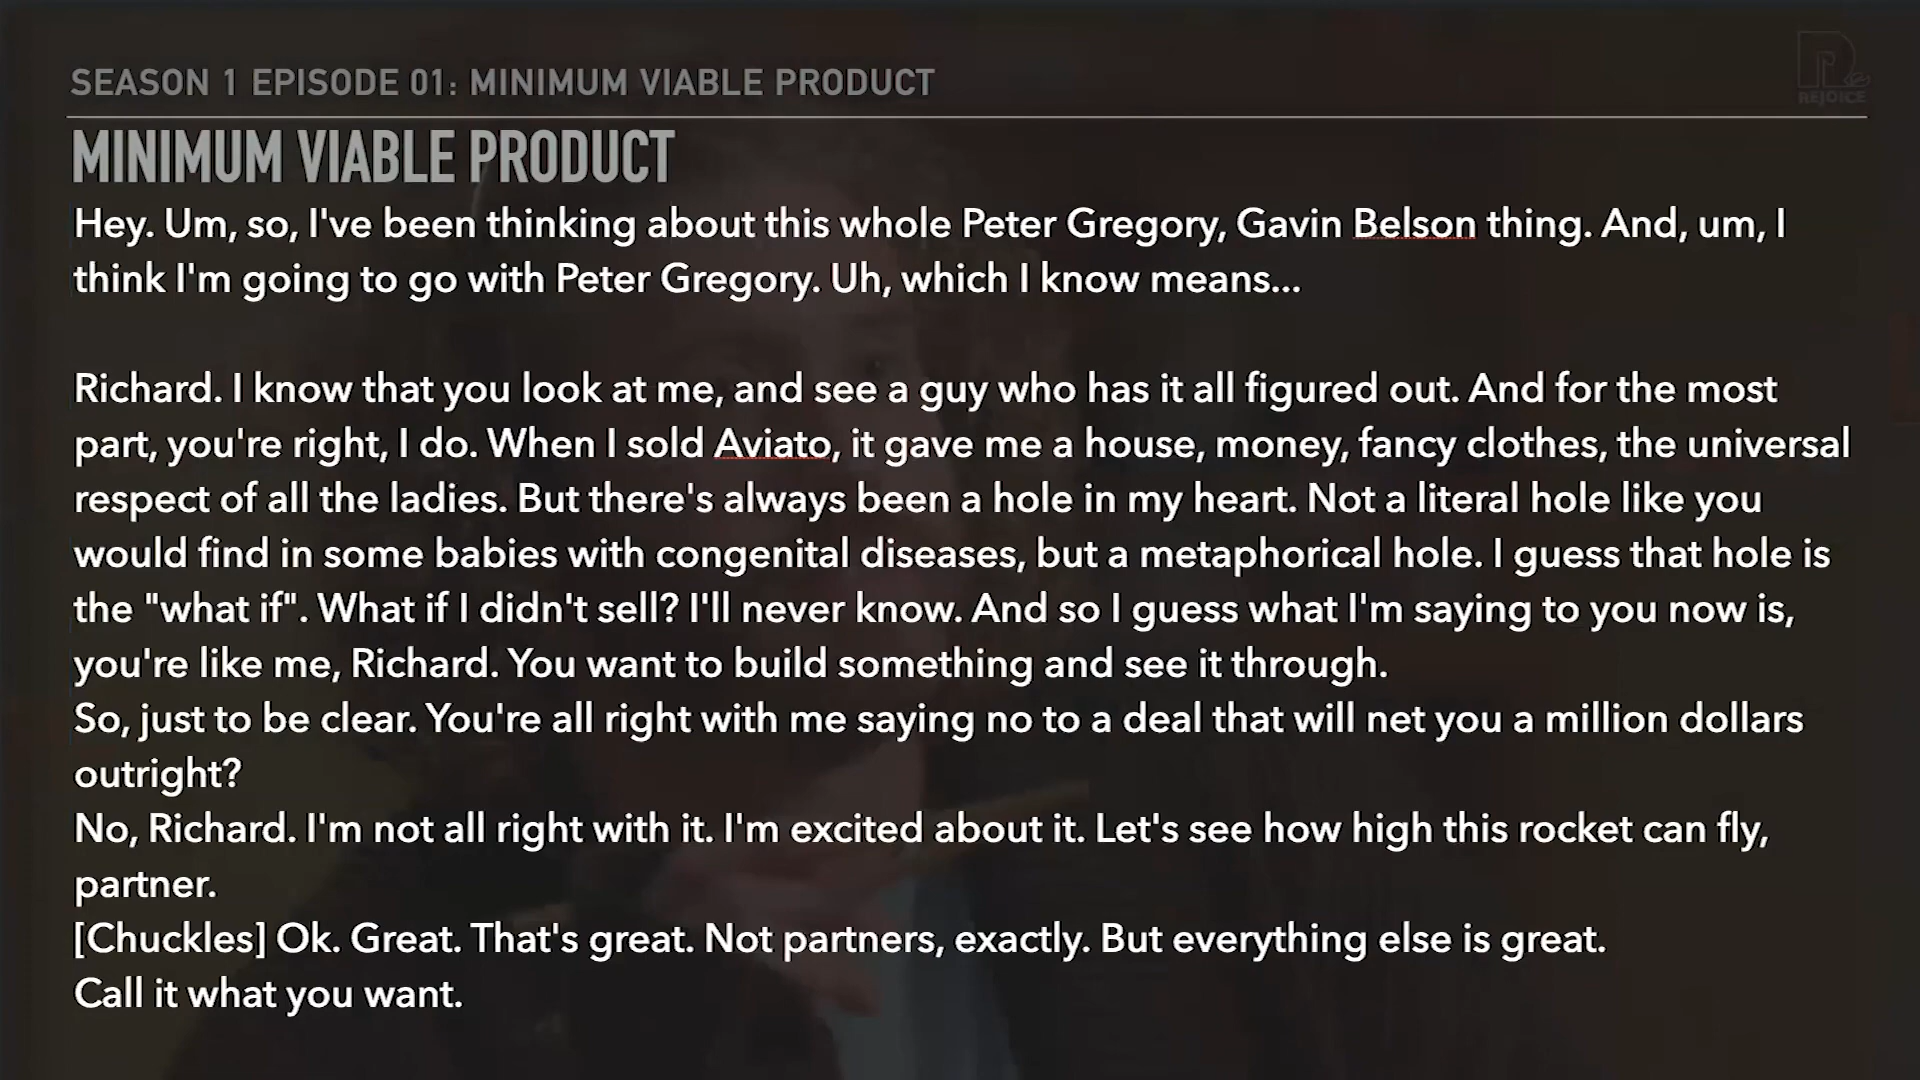 SEASON 1 EPISODE 01: MINIMUM VIABLE PRODUCT
REJOICE
MINIMUM VIABLE PRODUCT
Hey. Um, so, I've been thinking about this whole Peter Gregory, Gavin Belson thing. And, um, I
think I'm going to go with Peter Gregory. Uh, which I know means...
Richard. I know that you look at me, and see a guy who has it all figured out. And for the most
part, you're right, I do. When I sold Aviato, it gave me a house, money, fancy clothes, the universal
respect of all the ladies. But there's always been a hole in my heart. Not a literal hole like you
would find in some babies with congenital diseases, but a metaphorical hole. I guess that hole is
the "what if". What if I didn't sell? I'll never know. And so I guess what I'm saying to you now is,
you're like me, Richard. You want to build something and see it through.
So, just to be clear. You're all right with me saying no to a deal that will net you a million dollars
outright?
No, Richard. I'm not all right with it. I'm excited about it. Let's see how high this rocket can fly,
partner.
[Chuckles] Ok. Great. That's great. Not partners, exactly. But everything else is great.
Call it what you want.